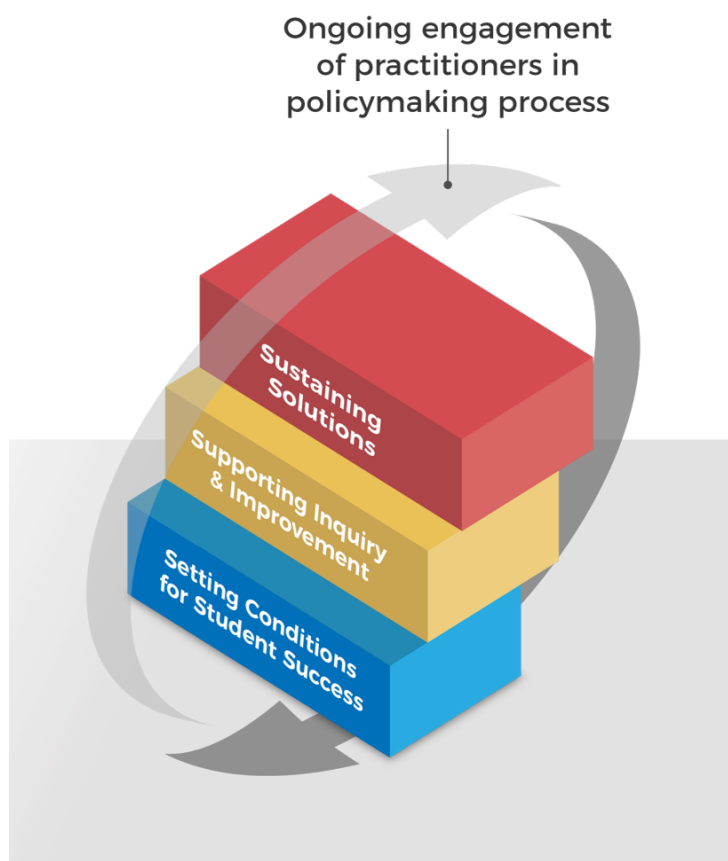 Ongoing engagement
of practitioners in
policymaking process
Sustaining
Solutions
Supporting Inquiry
& Improvement
Setting Conditions
for Student Success